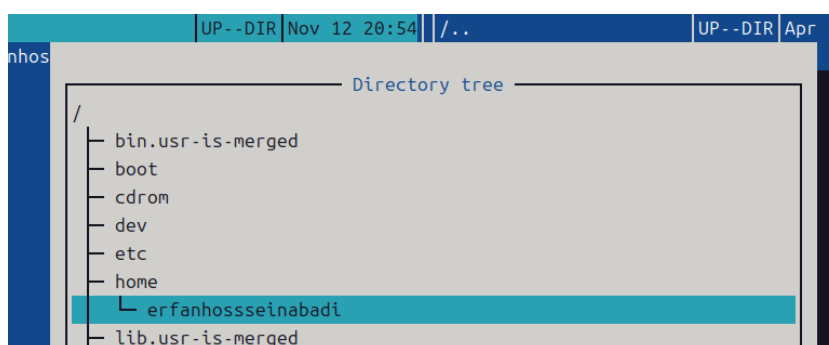 UP--DIR Nov 12 20:54 /.. UP--DIR Apr
nhos
Directory tree
/
bin.usr-is-merged
boot
cdrom
dev
etc
home
erfanhossseinabadi
lib.usr-is-merged